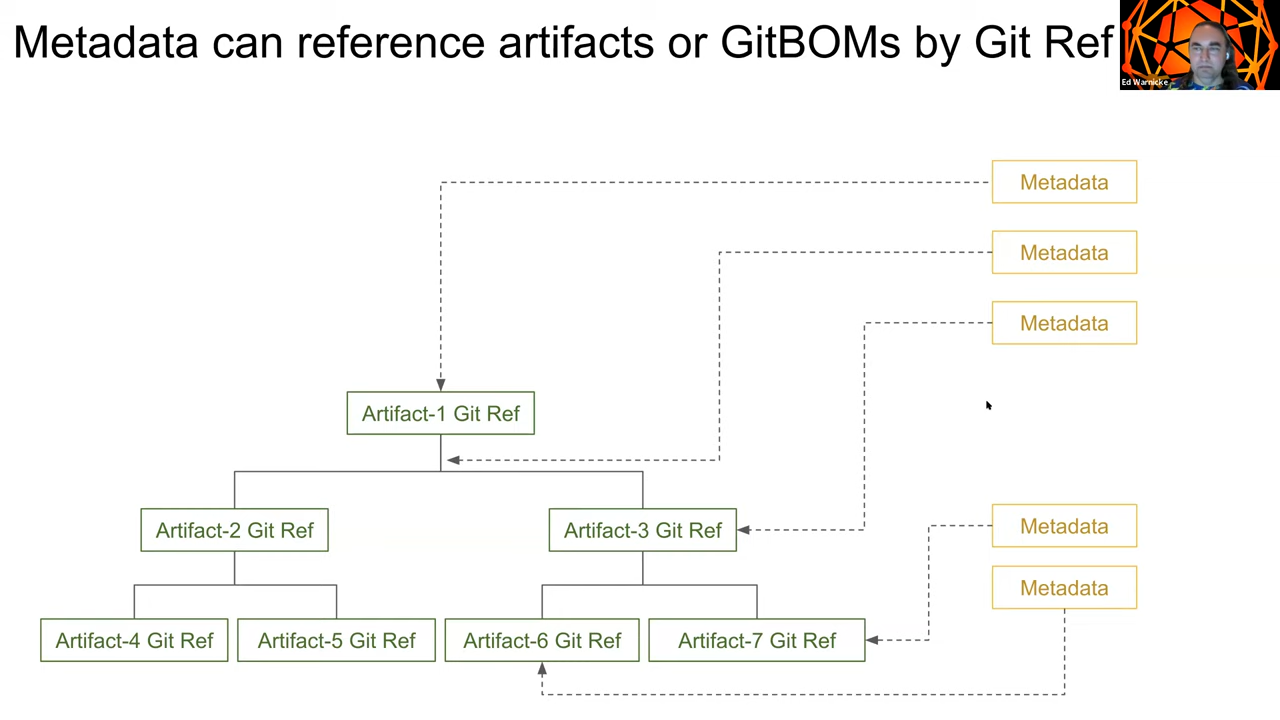 Metadata can reference artifacts or GitBOMs by Git Ref
Ed Warnicke
Metadata
Metadata
Metadata
Artifact-1 Git Ref
Artifact-2 Git Ref
Artifact-3 Git Ref
Metadata
Metadata
Artifact-4 Git Ref
Artifact-5 Git Ref
Artifact-6 Git Ref
Artifact-7 Git Ref